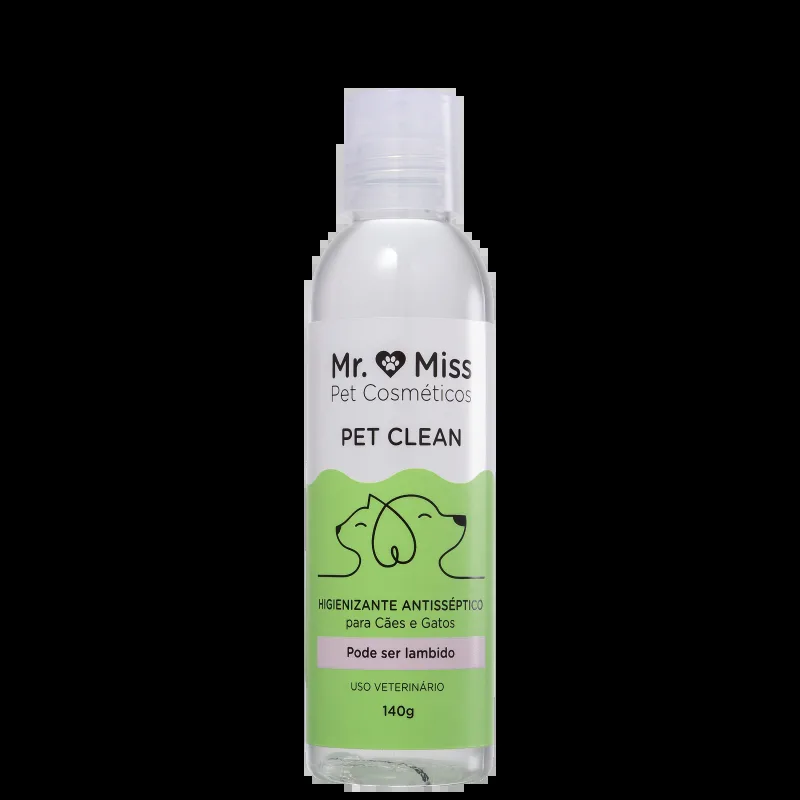 Mr. Miss
Pet Cosméticos
PET CLEAN
HIGIENIZANTE ANTISSÉPTICO
para Cães e Gatos
Pode ser lambido
USO VETERINÁRIO
140g